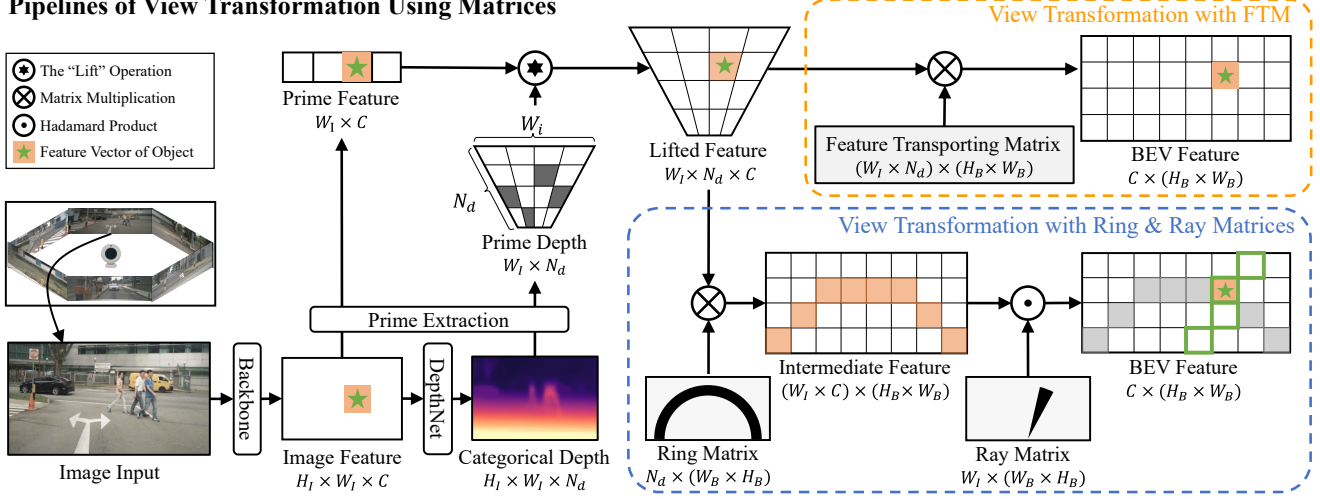 Pipelines of View Transformation Using Matrices
The “Lift” Operation
Matrix Multiplication
Hadamard Product
Feature Vector of Object
Prime Feature
W_I × C
W_i
N_d
Prime Depth
W_I × N_d
Lifted Feature
W_I × N_d × C
View Transformation with FTM
Feature Transporting Matrix
(W_I × N_d) × (H_B × W_B)
BEV Feature
C × (H_B × W_B)
View Transformation with Ring & Ray Matrices
Prime Extraction
Image Input
Backbone
Image Feature
H_I × W_I × C
DepthNet
Categorical Depth
H_I × W_I × N_d
Ring Matrix
N_d × (W_B × H_B)
Intermediate Feature
(W_I × C) × (H_B × W_B)
Ray Matrix
W_I × (W_B × H_B)
BEV Feature
C × (H_B × W_B)